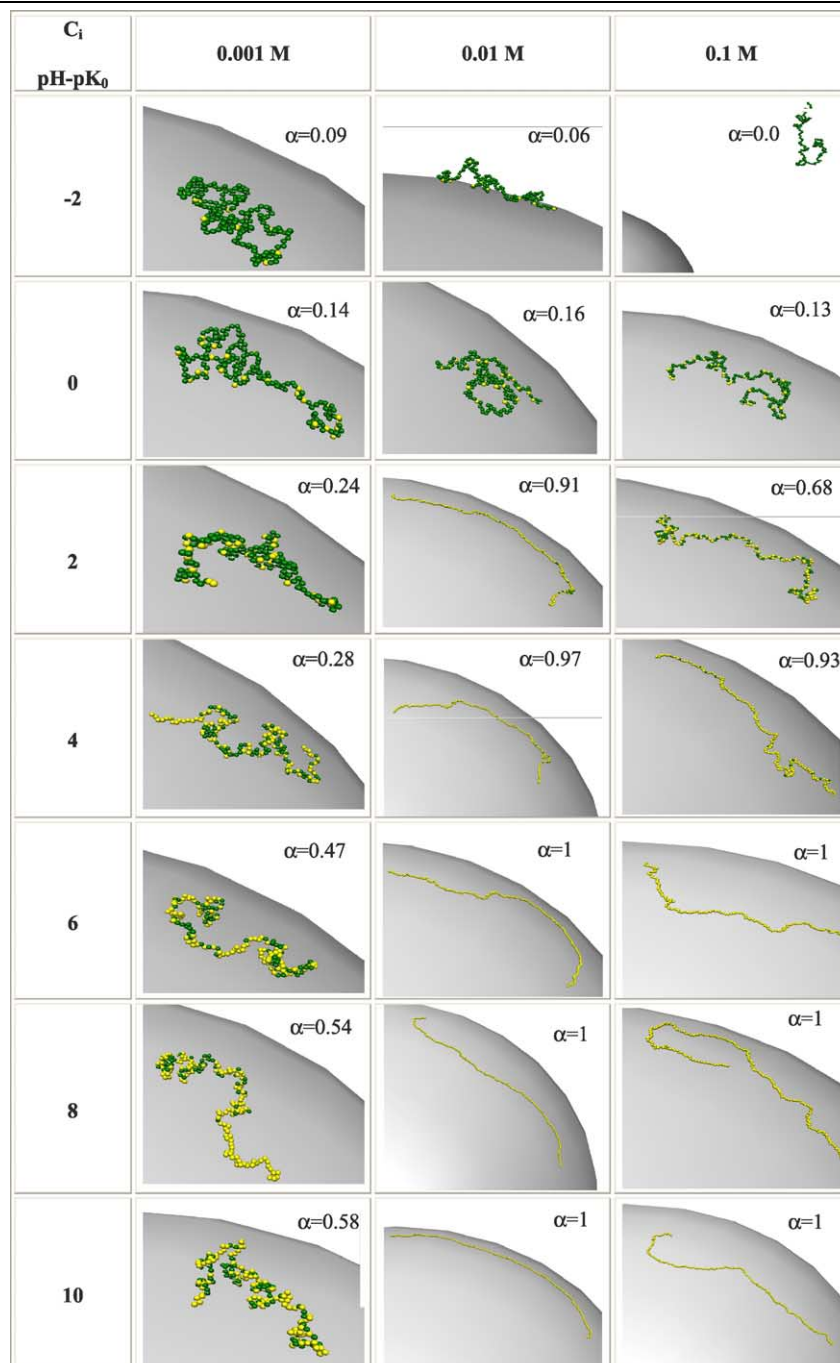 Ci
pH-pK0
0.001 M
0.01 M
0.1 M
-2
α=0.09
α=0.06
α=0.0
0
α=0.14
α=0.16
α=0.13
2
α=0.24
α=0.91
α=0.68
4
α=0.28
α=0.97
α=0.93
6
α=0.47
α=1
α=1
8
α=0.54
α=1
α=1
10
α=0.58
α=1
α=1